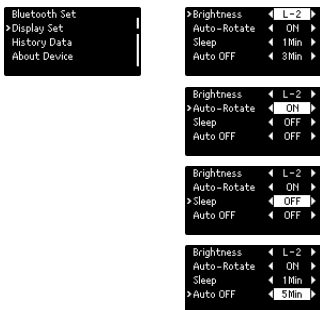 Bluetooth Set
>Display Set
History Data
About Device
>Brightness ◀ L-2 ▶
Auto-Rotate ◀ ON ▶
Sleep ◀ 1Min ▶
Auto OFF ◀ 3Min ▶
Brightness ◀ L-2 ▶
>Auto-Rotate ◀ ON ▶
Sleep ◀ OFF ▶
Auto OFF ◀ OFF ▶
Brightness ◀ L-2 ▶
Auto-Rotate ◀ ON ▶
>Sleep ◀ OFF ▶
Auto OFF ◀ OFF ▶
Brightness ◀ L-2 ▶
Auto-Rotate ◀ ON ▶
Sleep ◀ 1Min ▶
>Auto OFF ◀ 5Min ▶